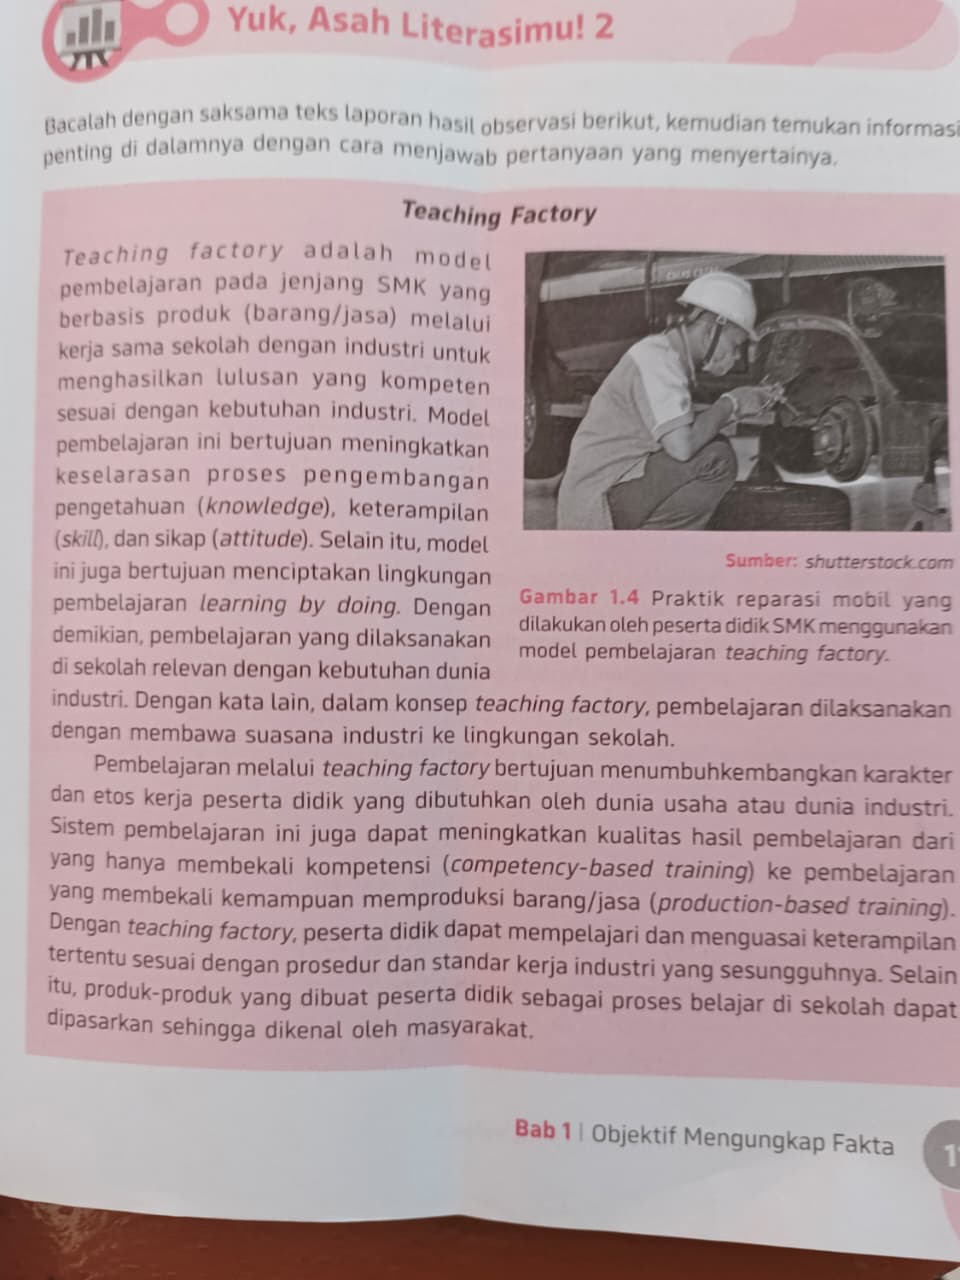 Yuk, Asah Literasimu! 2
Bacalah dengan saksama teks laporan hasil observasi berikut, kemudian temukan informasi
penting di dalamnya dengan cara menjawab pertanyaan yang menyertainya.
Teaching Factory
Teaching factory adalah model
pembelajaran pada jenjang SMK yang
berbasis produk (barang/jasa) melalui
kerja sama sekolah dengan industri untuk
menghasilkan lulusan yang kompeten
sesuai dengan kebutuhan industri. Model
pembelajaran ini bertujuan meningkatkan
keselarasan proses pengembangan
pengetahuan (knowledge), keterampilan
(skill), dan sikap (attitude). Selain itu, model
ini juga bertujuan menciptakan lingkungan
pembelajaran learning by doing. Dengan
demikian, pembelajaran yang dilaksanakan
di sekolah relevan dengan kebutuhan dunia
industri. Dengan kata lain, dalam konsep teaching factory, pembelajaran dilaksanakan
dengan membawa suasana industri ke lingkungan sekolah.
Sumber: shutterstock.com
Gambar 1.4 Praktik reparasi mobil yang
dilakukan oleh peserta didik SMK menggunakan
model pembelajaran teaching factory.
Pembelajaran melalui teaching factory bertujuan menumbuhkembangkan karakter
dan etos kerja peserta didik yang dibutuhkan oleh dunia usaha atau dunia industri.
Sistem pembelajaran ini juga dapat meningkatkan kualitas hasil pembelajaran dari
yang hanya membekali kompetensi (competency-based training) ke pembelajaran
yang membekali kemampuan memproduksi barang/jasa (production-based training).
Dengan teaching factory, peserta didik dapat mempelajari dan menguasai keterampilan
tertentu sesuai dengan prosedur dan standar kerja industri yang sesungguhnya. Selain
itu, produk-produk yang dibuat peserta didik sebagai proses belajar di sekolah dapat
dipasarkan sehingga dikenal oleh masyarakat.
Bab 1 | Objektif Mengungkap Fakta